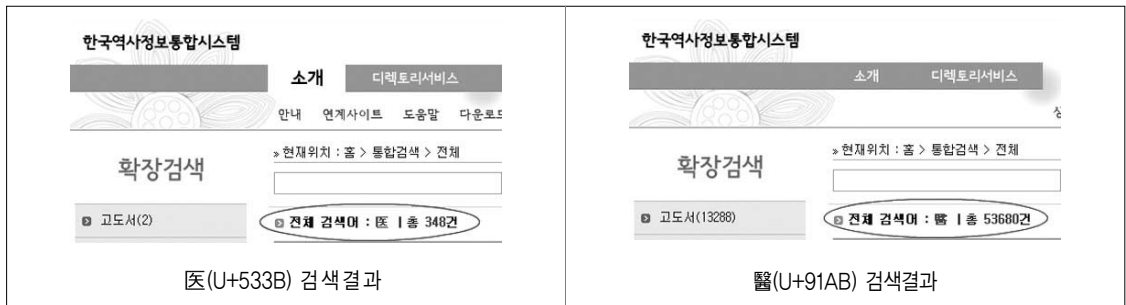 한국역사정보통합시스템
소개 디렉토리서비스
안내 연계사이트 도움말 다운로드
확장검색
» 현재위치 : 홈 > 통합검색 > 전체
고도서(2)
전체 검색어 : 医 | 총 348건
医(U+533B) 검색결과
한국역사정보통합시스템
소개 디렉토리서비스
확장검색
» 현재위치 : 홈 > 통합검색 > 전체
고도서(13288)
전체 검색어 : 醫 | 총 53680건
醫(U+91AB) 검색결과